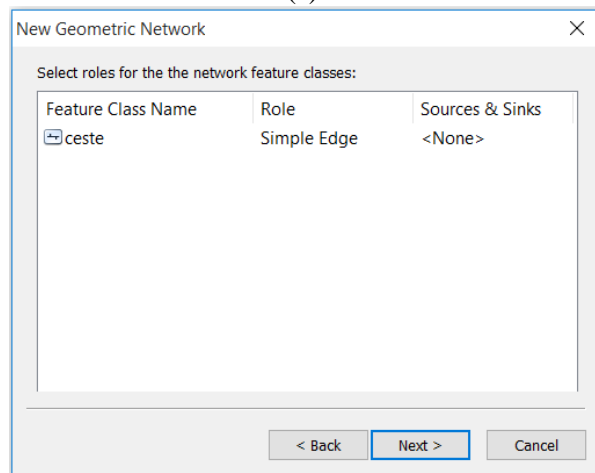 New Geometric Network
Select roles for the the network feature classes:
Feature Class Name Role Sources & Sinks
ceste Simple Edge <None>
< Back Next > Cancel